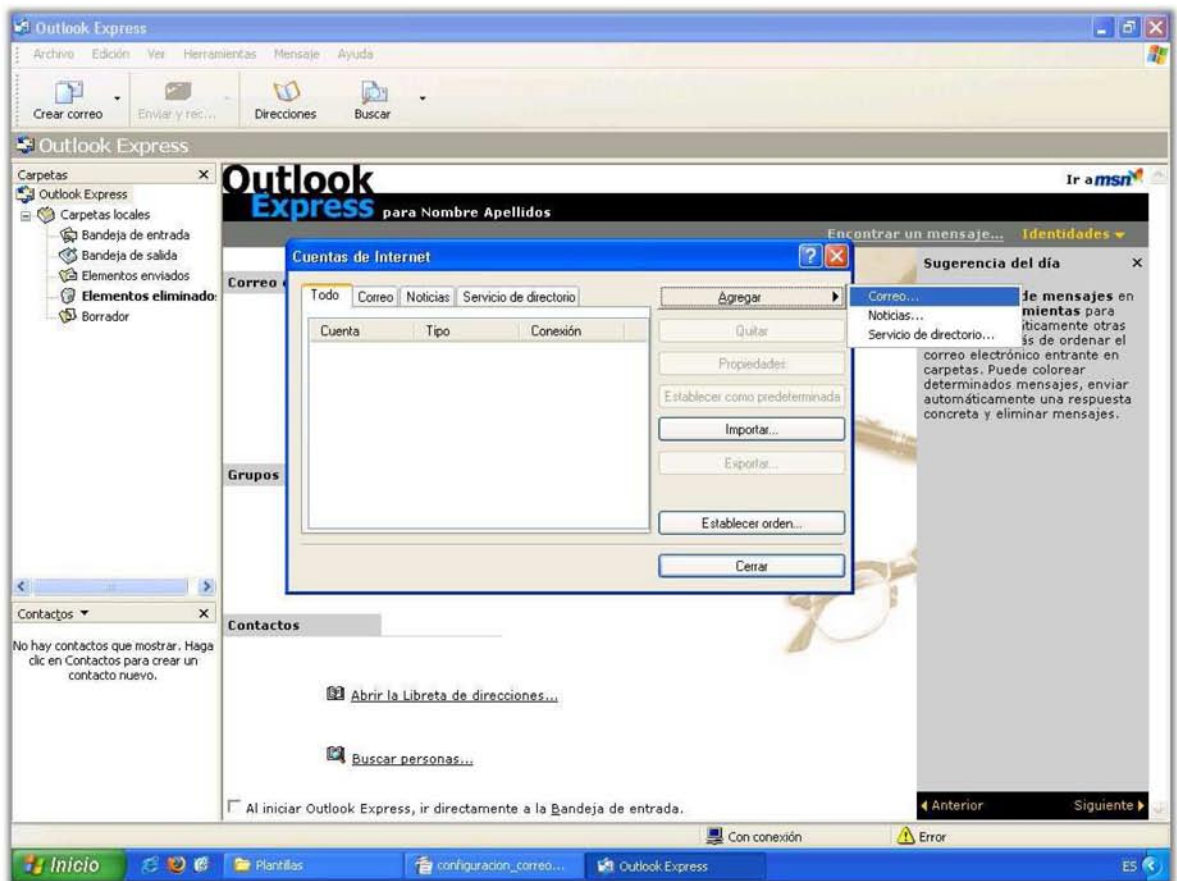 Outlook Express
Archivo Edición Ver Herramientas Mensaje Ayuda
Crear correo Enviar y rec... Direcciones Buscar
Outlook Express
Carpetas
Outlook Express
Carpetas locales
Bandeja de entrada
Bandeja de salida
Elementos enviados
Elementos eliminado
Borrador
Contactos
No hay contactos que mostrar. Haga
clic en Contactos para crear un
contacto nuevo.
Outlook
Express para Nombre Apellidos
Ir a msn
Encontrar un mensaje... Identidades
Correo
Grupos
Contactos
Abrir la Libreta de direcciones...
Buscar personas...
Al iniciar Outlook Express, ir directamente a la Bandeja de entrada.
Cuentas de Internet
Todo Correo Noticias Servicio de directorio
Cuenta Tipo Conexión
Agregar
Quitar
Propiedades
Establecer como predeterminada
Importar...
Exportar...
Establecer orden...
Cerrar
Correo...
Noticias...
Servicio de directorio...
Sugerencia del día
de mensajes en
mientas para
áticamente otras
ás de ordenar el
correo electrónico entrante en
carpetas. Puede colorear
determinados mensajes, enviar
automáticamente una respuesta
concreta y eliminar mensajes.
Anterior Siguiente
Con conexión Error
Inicio Plantillas configuracion_correo... Outlook Express ES